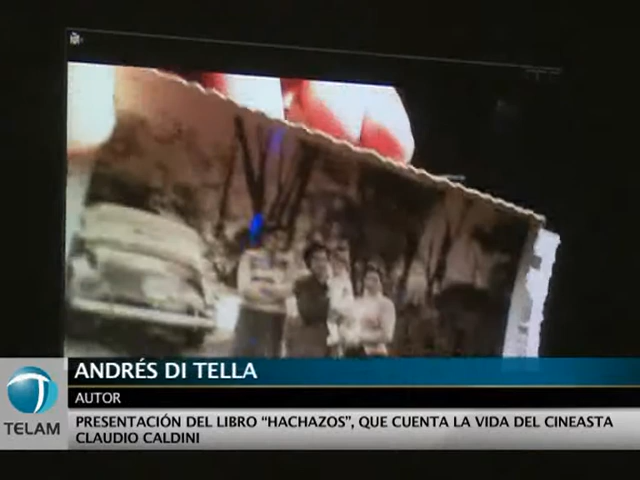 ANDRÉS DI TELLA
AUTOR
TELAM
PRESENTACIÓN DEL LIBRO “HACHAZOS”, QUE CUENTA LA VIDA DEL CINEASTA
CLAUDIO CALDINI